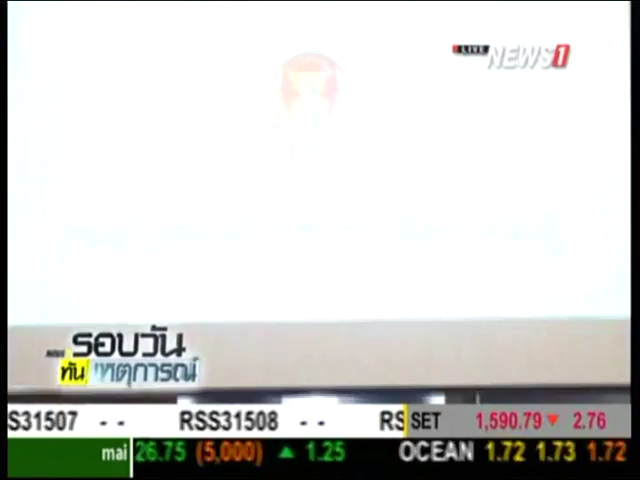 LIVE NEWS1
รอบวัน
ทันเหตุการณ์
S31507 - - RSS31508 - - RS SET 1,590.79 ▼ 2.76
mai 26.75 (5,000) ▲ 1.25 OCEAN 1.72 1.73 1.72